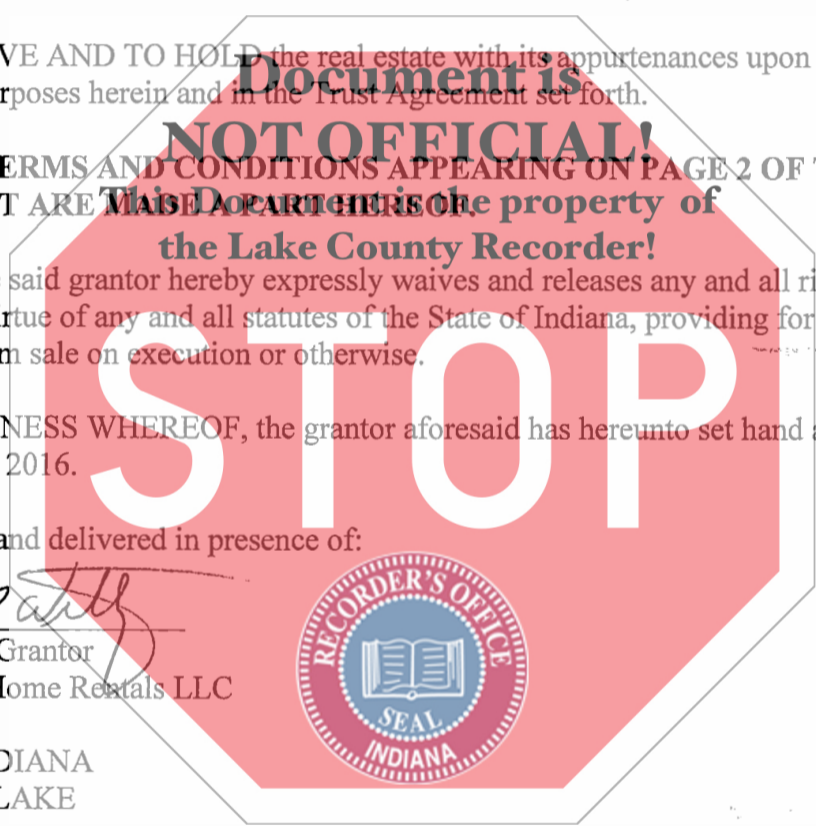 VE AND TO HOLD the real estate with its appurtenances upon
Document is
rposes herein and in the Trust Agreement set forth.
NOT OFFICIAL!
ERMS AND CONDITIONS APPEARING ON PAGE 2 OF
This Document is the property of
T ARE MADE A PART HEREOF.
the Lake County Recorder!
said grantor hereby expressly waives and releases any and all ri
rtue of any and all statutes of the State of Indiana, providing for
m sale on execution or otherwise.
STOP
NESS WHEREOF, the grantor aforesaid has hereunto set hand a
2016.
and delivered in presence of:
Grantor
Home Rentals LLC
RECORDER'S OFFICE
SEAL
INDIANA
DIANA
LAKE